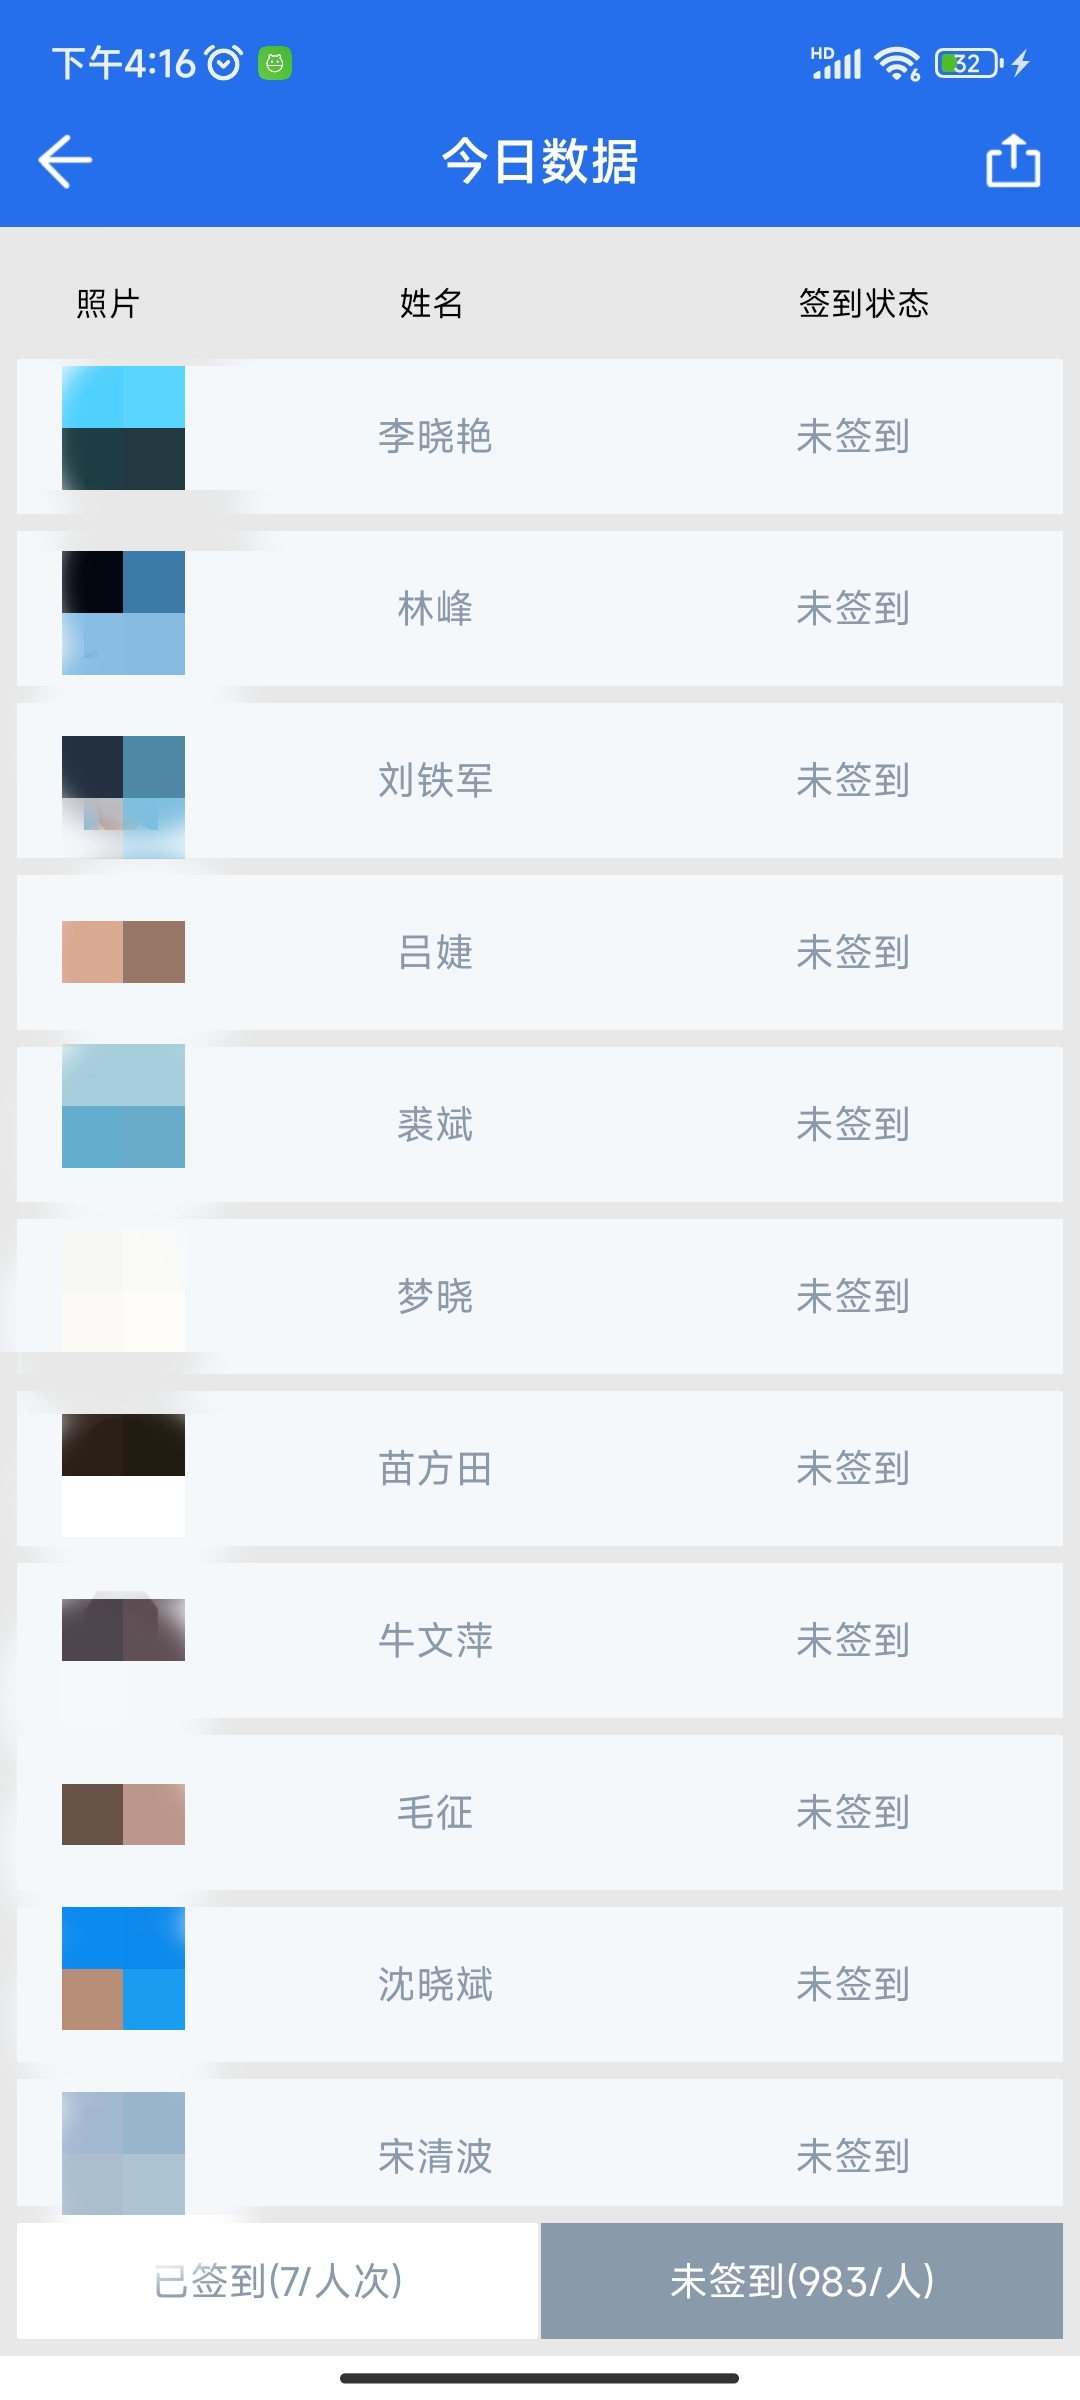 下午4:16 HD 6 32
今日数据
照片 姓名 签到状态
李晓艳 未签到
林峰 未签到
刘铁军 未签到
吕婕 未签到
裘斌 未签到
梦晓 未签到
苗方田 未签到
牛文萍 未签到
毛征 未签到
沈晓斌 未签到
宋清波 未签到
已签到(7/人次) 未签到(983/人)